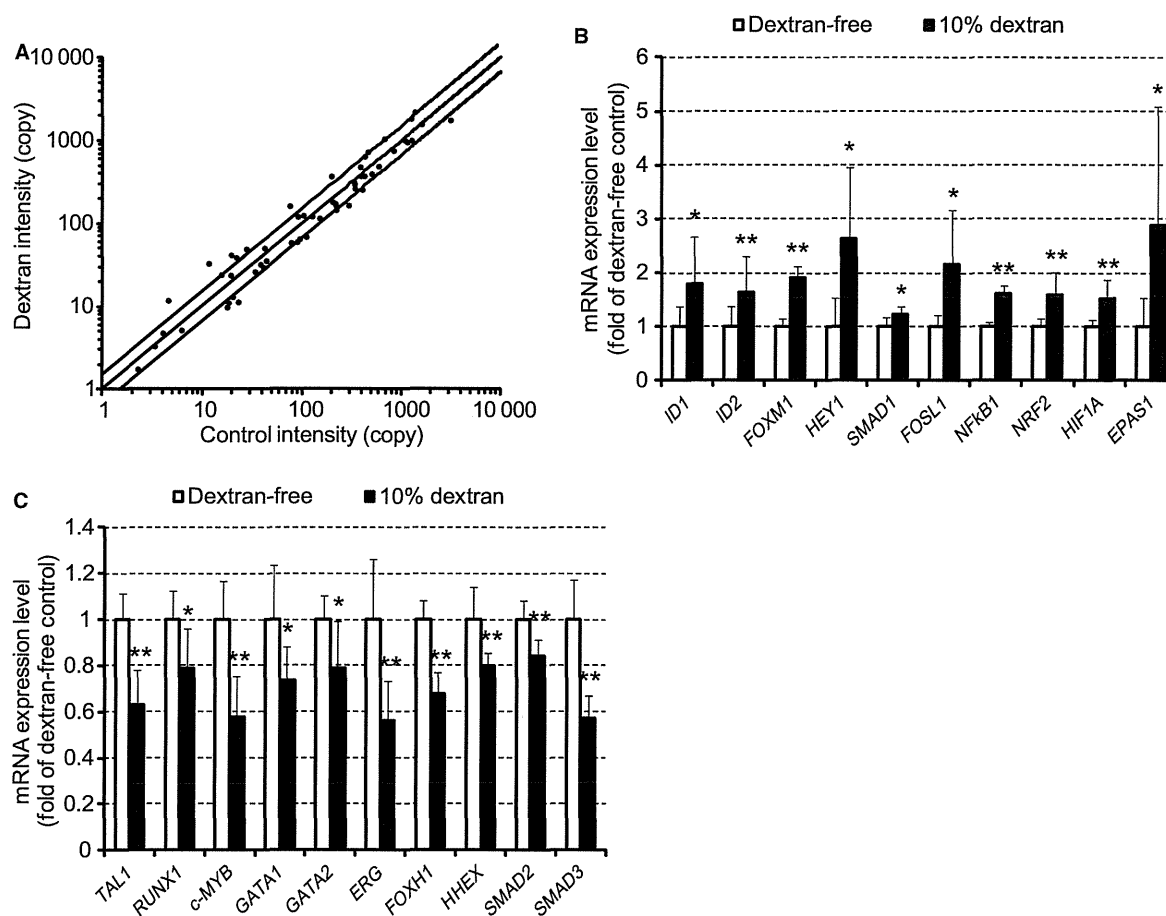 A
10 000
1000
100
10
1
Dextran intensity (copy)
1 10 100 1000 10 000
Control intensity (copy)
B
Dextran-free 10% dextran
6
5
4
3
2
1
0
mRNA expression level
(fold of dextran-free control)
* ** ** * * * ** ** ** *
ID1 ID2 FOXM1 HEY1 SMAD1 FOSL1 NFkB1 NRF2 HIF1A EPAS1
C
Dextran-free 10% dextran
1.4
1.2
1
0.8
0.6
0.4
0.2
0
mRNA expression level
(fold of dextran-free control)
** * ** * * ** ** ** ** **
TAL1 RUNX1 c-MYB GATA1 GATA2 ERG FOXH1 HHEX SMAD2 SMAD3